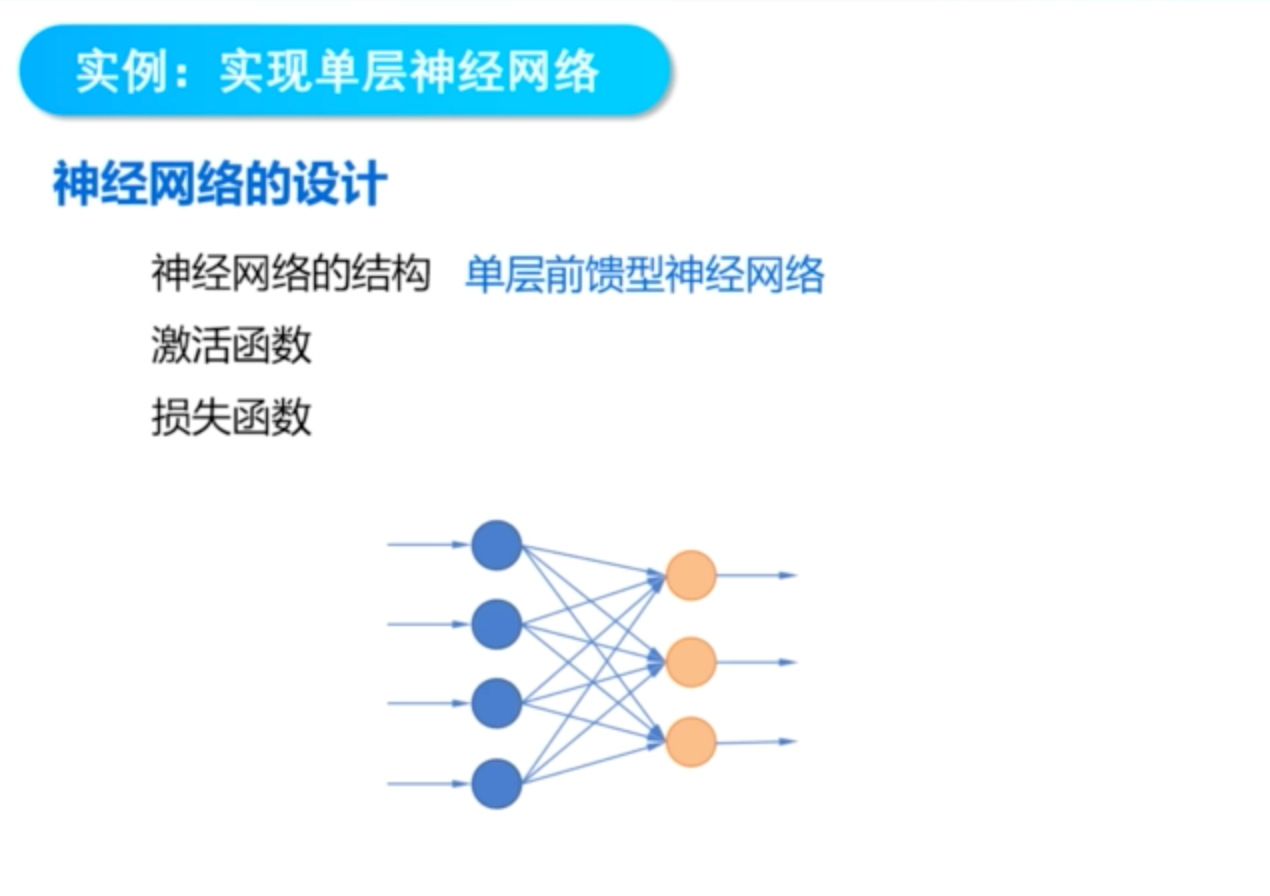 实例：实现单层神经网络
神经网络的设计
神经网络的结构 单层前馈型神经网络
激活函数
损失函数